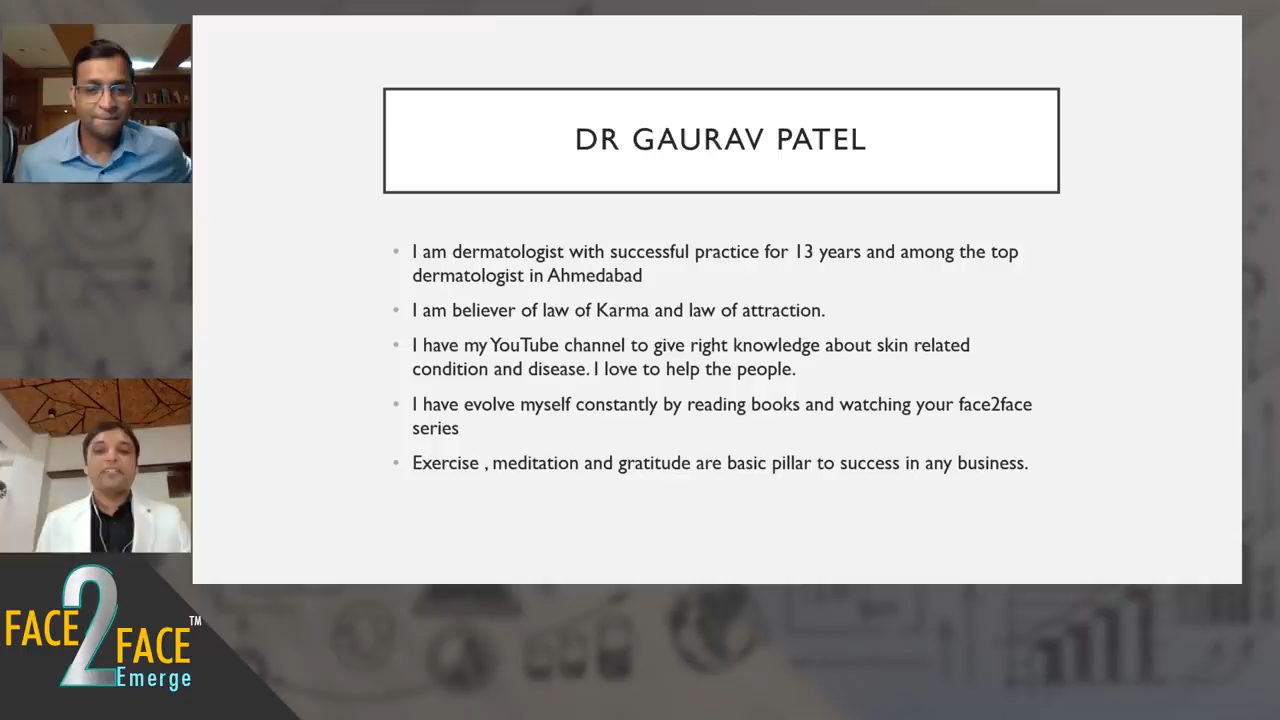 DR GAURAV PATEL
• I am dermatologist with successful practice for 13 years and among the top
dermatologist in Ahmedabad
• I am believer of law of Karma and law of attraction.
• I have my YouTube channel to give right knowledge about skin related
condition and disease. I love to help the people.
• I have evolve myself constantly by reading books and watching your face2face
series
• Exercise , meditation and gratitude are basic pillar to success in any business.
FACE 2 FACE™
Emerge